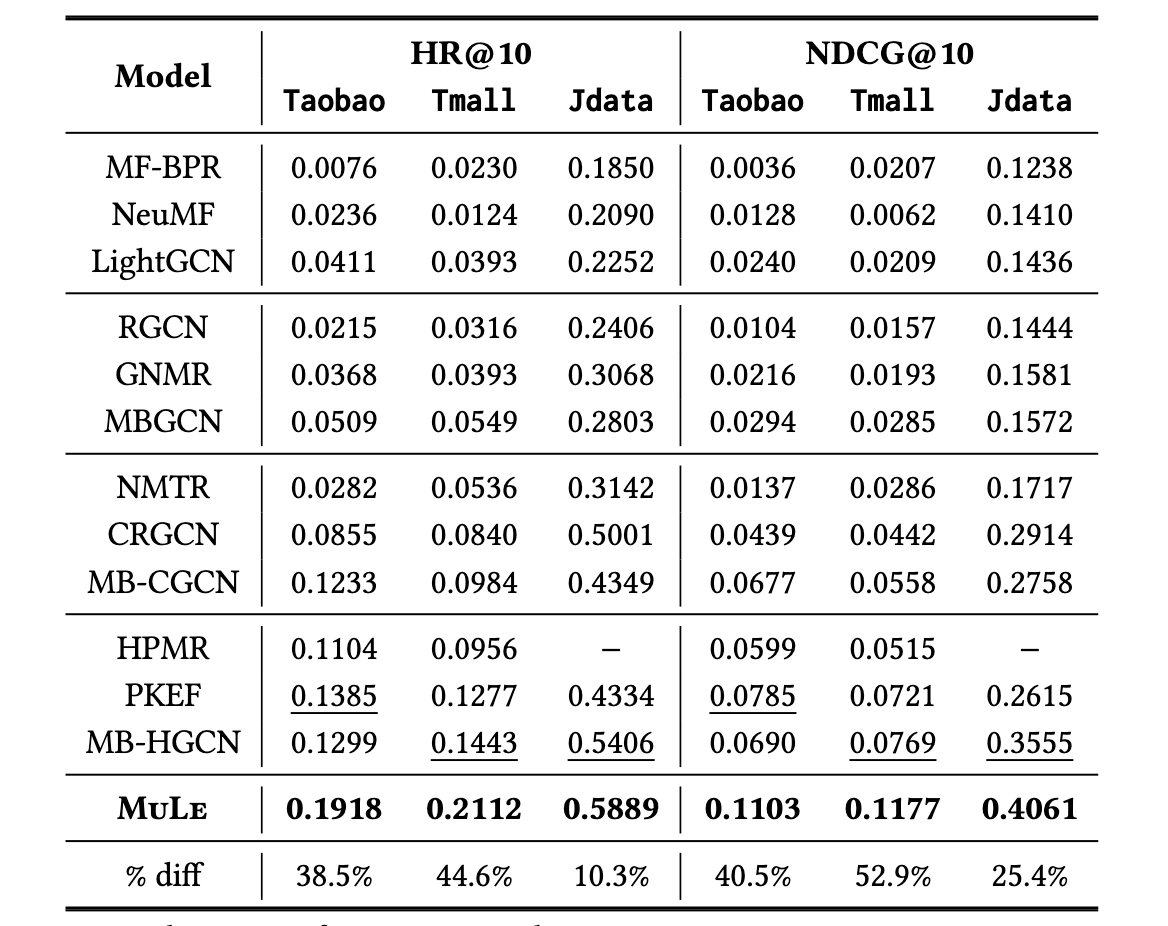 Model HR@10 NDCG@10
Taobao Tmall Jdata Taobao Tmall Jdata
MF-BPR 0.0076 0.0230 0.1850 0.0036 0.0207 0.1238
NeuMF 0.0236 0.0124 0.2090 0.0128 0.0062 0.1410
LightGCN 0.0411 0.0393 0.2252 0.0240 0.0209 0.1436
RGCN 0.0215 0.0316 0.2406 0.0104 0.0157 0.1444
GNMR 0.0368 0.0393 0.3068 0.0216 0.0193 0.1581
MBGCN 0.0509 0.0549 0.2803 0.0294 0.0285 0.1572
NMTR 0.0282 0.0536 0.3142 0.0137 0.0286 0.1717
CRGCN 0.0855 0.0840 0.5001 0.0439 0.0442 0.2914
MB-CGCN 0.1233 0.0984 0.4349 0.0677 0.0558 0.2758
HPMR 0.1104 0.0956 – 0.0599 0.0515 –
PKEF 0.1385 0.1277 0.4334 0.0785 0.0721 0.2615
MB-HGCN 0.1299 0.1443 0.5406 0.0690 0.0769 0.3555
MuLe 0.1918 0.2112 0.5889 0.1103 0.1177 0.4061
% diff 38.5% 44.6% 10.3% 40.5% 52.9% 25.4%